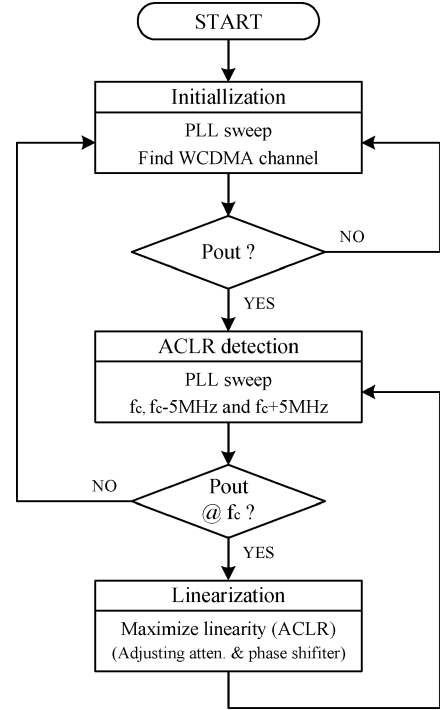 START
Initiallization
PLL sweep
Find WCDMA channel
Pout ?
NO
YES
ACLR detection
PLL sweep
fc, fc-5MHz and fc+5MHz
NO
Pout
@ fc ?
YES
Linearization
Maximize linearity (ACLR)
(Adjusting atten. & phase shifiter)